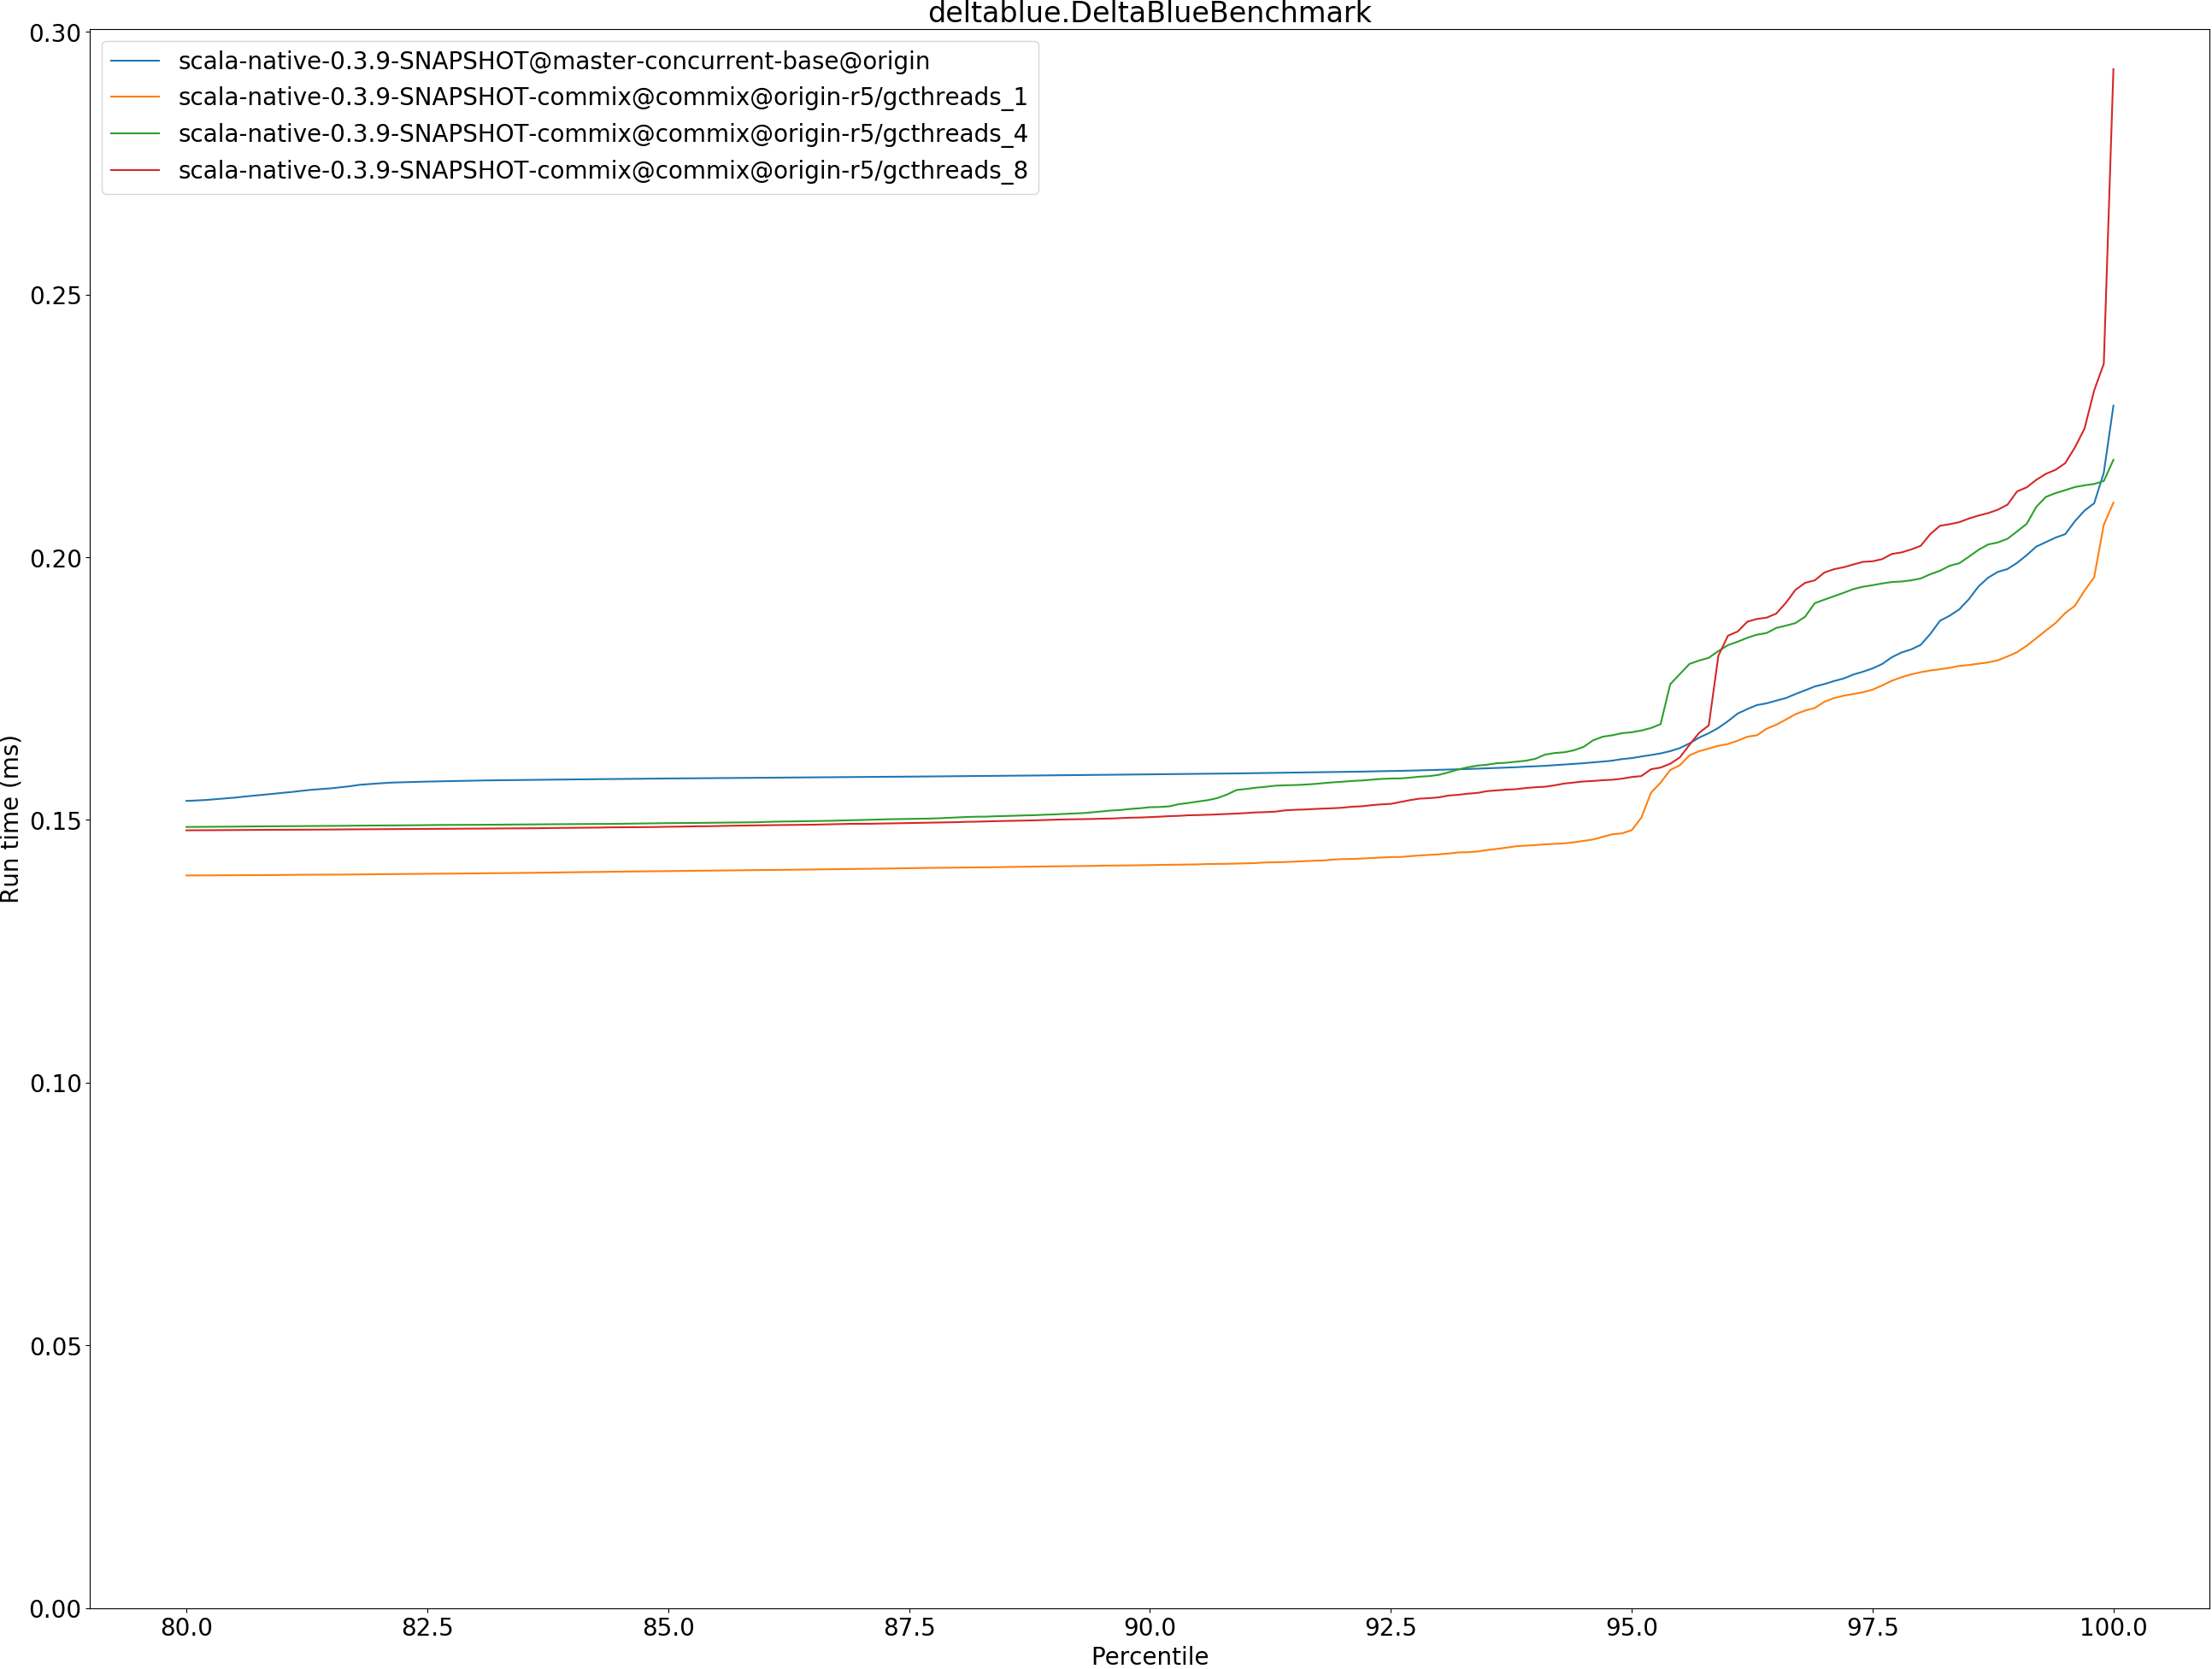 deltablue.DeltaBlueBenchmark
scala-native-0.3.9-SNAPSHOT@master-concurrent-base@origin
scala-native-0.3.9-SNAPSHOT-commix@commix@origin-r5/gcthreads_1
scala-native-0.3.9-SNAPSHOT-commix@commix@origin-r5/gcthreads_4
scala-native-0.3.9-SNAPSHOT-commix@commix@origin-r5/gcthreads_8
0.30
0.25
0.20
0.15
0.10
0.05
0.00
Run time (ms)
80.0 82.5 85.0 87.5 90.0 92.5 95.0 97.5 100.0
Percentile